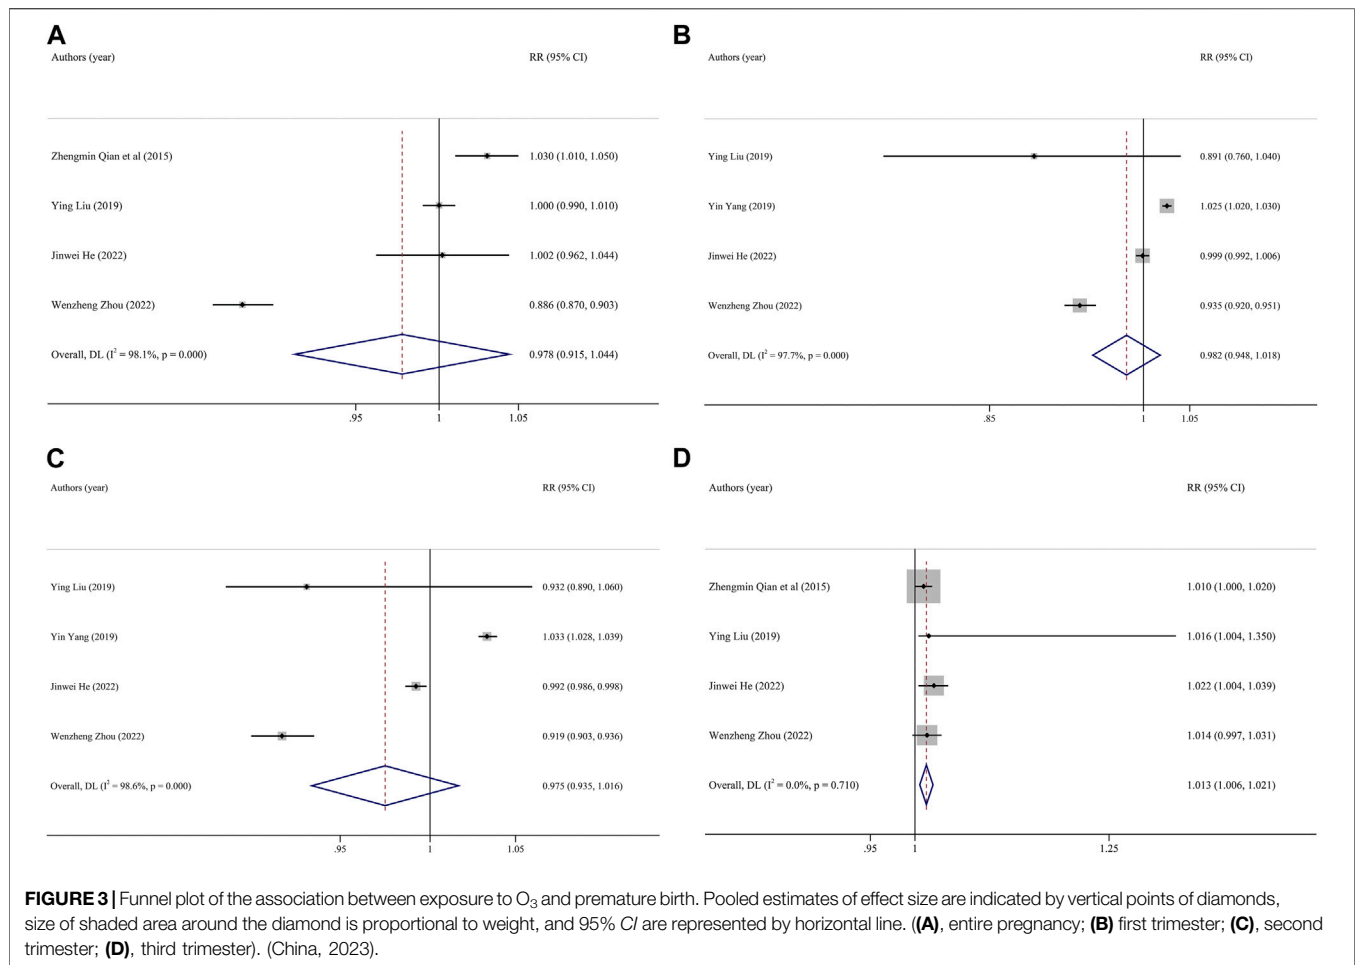 A
Authors (year) RR (95% CI)
Zhengmin Qian et al (2015) 1.030 (1.010, 1.050)
Ying Liu (2019) 1.000 (0.990, 1.010)
Jinwei He (2022) 1.002 (0.962, 1.044)
Wenzheng Zhou (2022) 0.886 (0.870, 0.903)
Overall, DL (I² = 98.1%, p = 0.000) 0.978 (0.915, 1.044)
.95 1 1.05
B
Authors (year) RR (95% CI)
Ying Liu (2019) 0.891 (0.760, 1.040)
Yin Yang (2019) 1.025 (1.020, 1.030)
Jinwei He (2022) 0.999 (0.992, 1.006)
Wenzheng Zhou (2022) 0.935 (0.920, 0.951)
Overall, DL (I² = 97.7%, p = 0.000) 0.982 (0.948, 1.018)
.85 1 1.05
C
Authors (year) RR (95% CI)
Ying Liu (2019) 0.932 (0.890, 1.060)
Yin Yang (2019) 1.033 (1.028, 1.039)
Jinwei He (2022) 0.992 (0.986, 0.998)
Wenzheng Zhou (2022) 0.919 (0.903, 0.936)
Overall, DL (I² = 98.6%, p = 0.000) 0.975 (0.935, 1.016)
.95 1 1.05
D
Authors (year) RR (95% CI)
Zhengmin Qian et al (2015) 1.010 (1.000, 1.020)
Ying Liu (2019) 1.016 (1.004, 1.350)
Jinwei He (2022) 1.022 (1.004, 1.039)
Wenzheng Zhou (2022) 1.014 (0.997, 1.031)
Overall, DL (I² = 0.0%, p = 0.710) 1.013 (1.006, 1.021)
.95 1 1.25
FIGURE 3 | Funnel plot of the association between exposure to O₃ and premature birth. Pooled estimates of effect size are indicated by vertical points of diamonds,
size of shaded area around the diamond is proportional to weight, and 95% CI are represented by horizontal line. ((A), entire pregnancy; (B) first trimester; (C), second
trimester; (D), third trimester). (China, 2023).